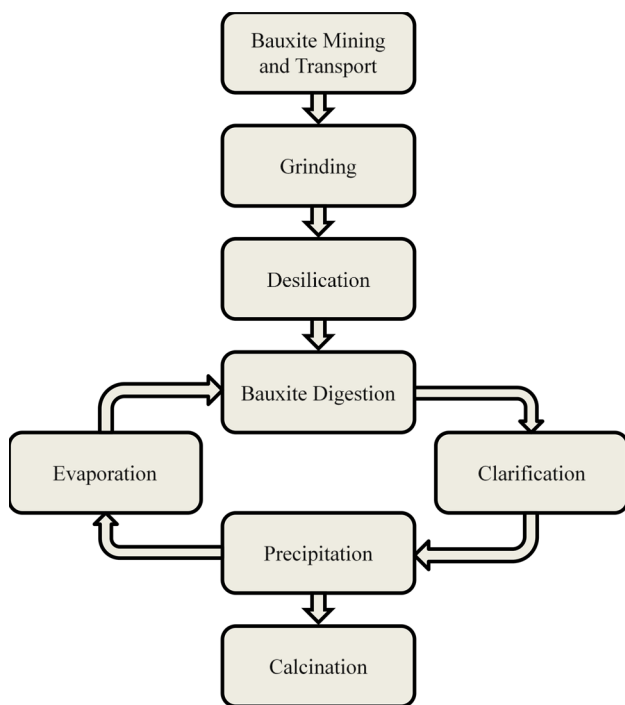 Bauxite Mining
and Transport
Grinding
Desilication
Bauxite Digestion
Evaporation
Clarification
Precipitation
Calcination